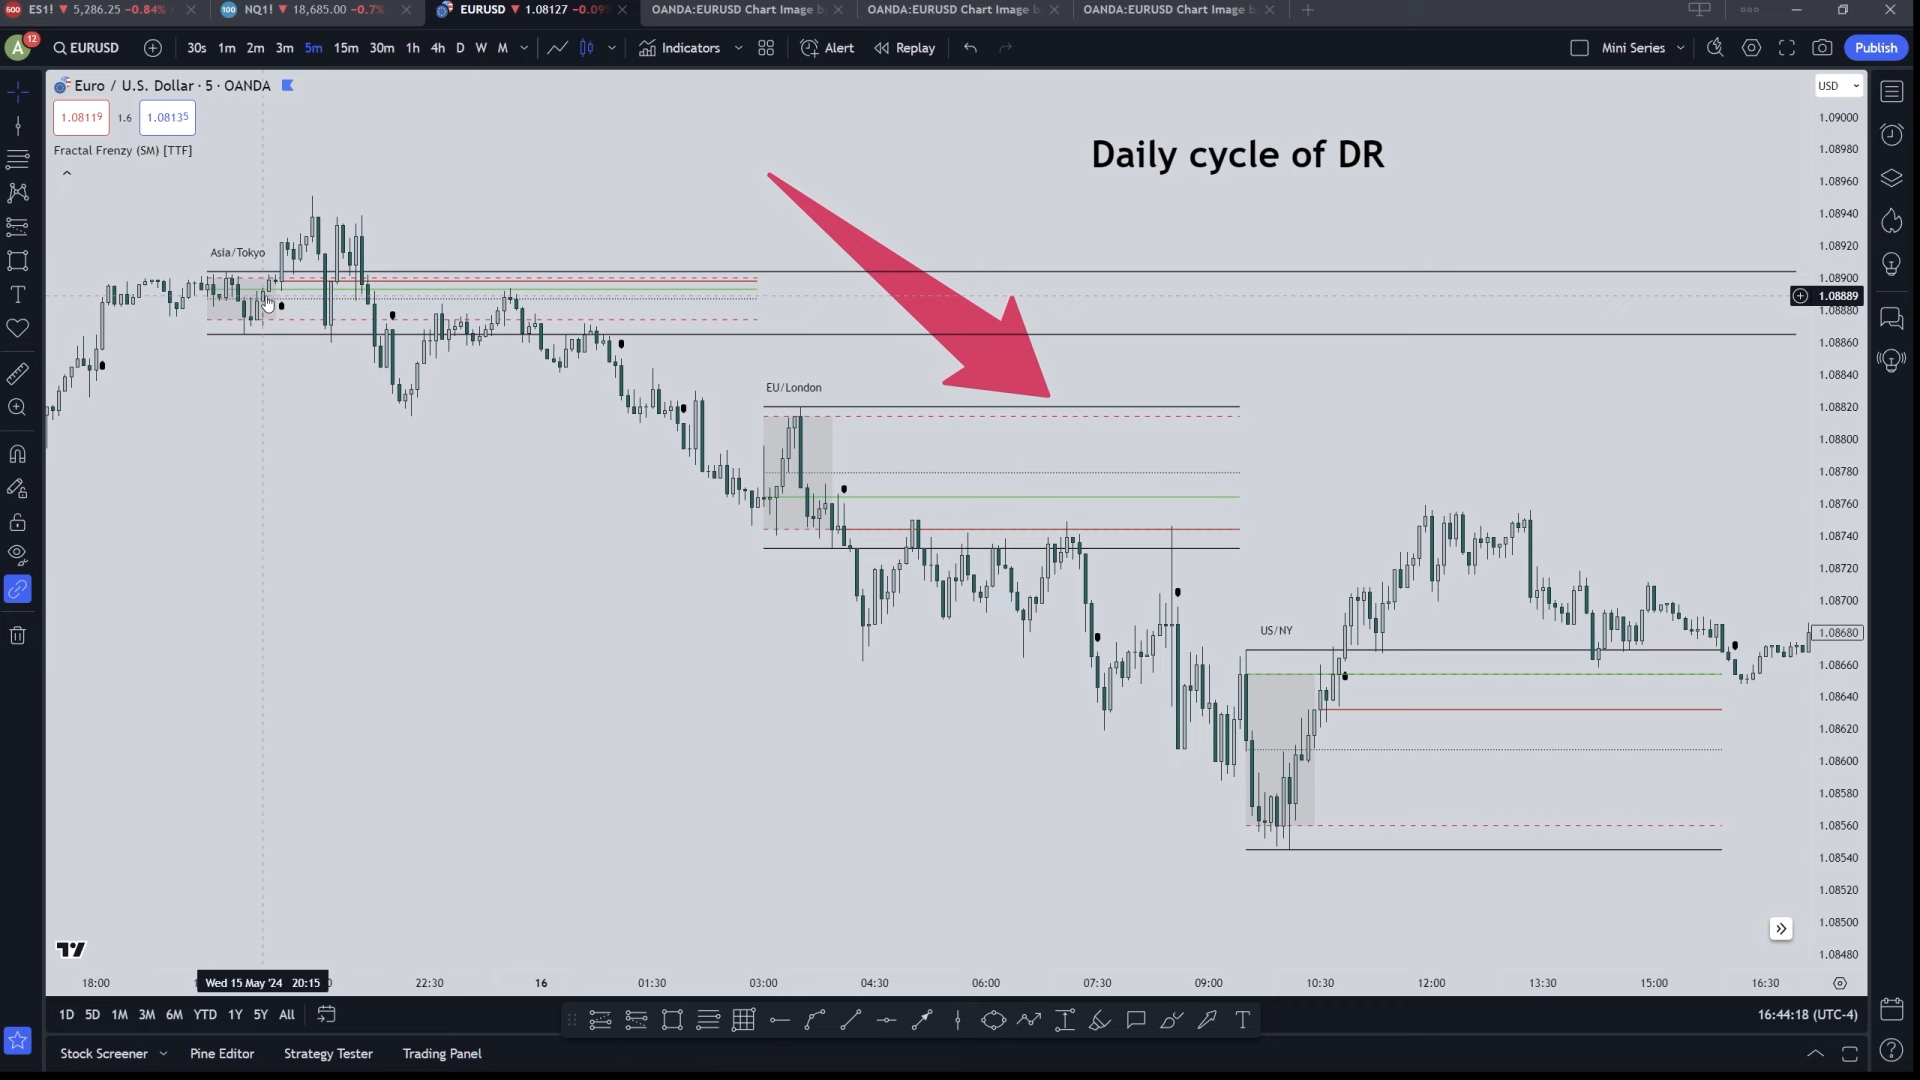 500 ES1! ▼ 5,286.25 −0.84%
100 NQ1! ▼ 18,685.00 −0.7%
EURUSD ▼ 1.08127 −0.09%
OANDA:EURUSD Chart Image b
OANDA:EURUSD Chart Image b
OANDA:EURUSD Chart Image b
A 12
EURUSD 30s 1m 2m 3m 5m 15m 30m 1h 4h D W M Indicators Alert Replay Mini Series Publish
Euro / U.S. Dollar · 5 · OANDA
USD
1.08119 1.6 1.08135
Fractal Frenzy (SM) [TTF]
Daily cycle of DR
Asia/Tokyo
EU/London
US/NY
1.09000
1.08980
1.08960
1.08940
1.08920
1.08900
1.08889
1.08880
1.08860
1.08840
1.08820
1.08800
1.08780
1.08760
1.08740
1.08720
1.08700
1.08680
1.08660
1.08640
1.08620
1.08600
1.08580
1.08560
1.08540
1.08520
1.08500
1.08480
18:00 Wed 15 May '24 20:15 22:30 16 01:30 03:00 04:30 06:00 07:30 09:00 10:30 12:00 13:30 15:00 16:30
1D 5D 1M 3M 6M YTD 1Y 5Y All 16:44:18 (UTC-4)
Stock Screener Pine Editor Strategy Tester Trading Panel